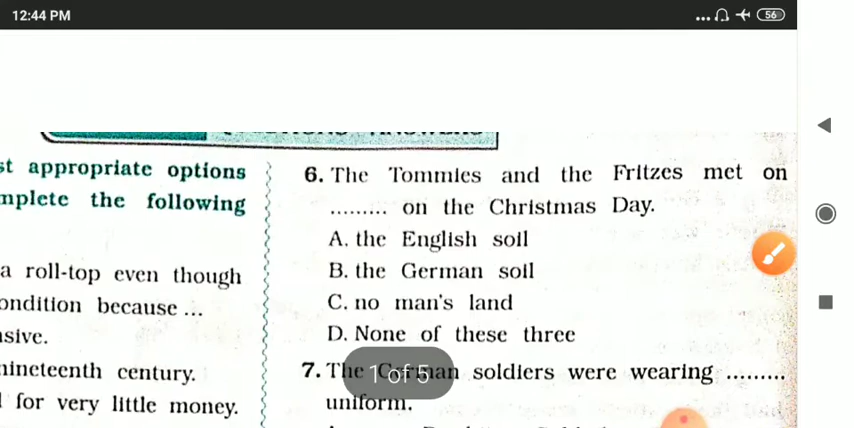 12:44 PM
56
st appropriate options
mplete the following
a roll-top even though
ondition because ...
sive.
nineteenth century.
for very little money.
6. The Tommies and the Fritzes met on
......... on the Christmas Day.
A. the English soil
B. the German soil
C. no man's land
D. None of these three
7. The German soldiers were wearing .........
uniform.
1 of 5